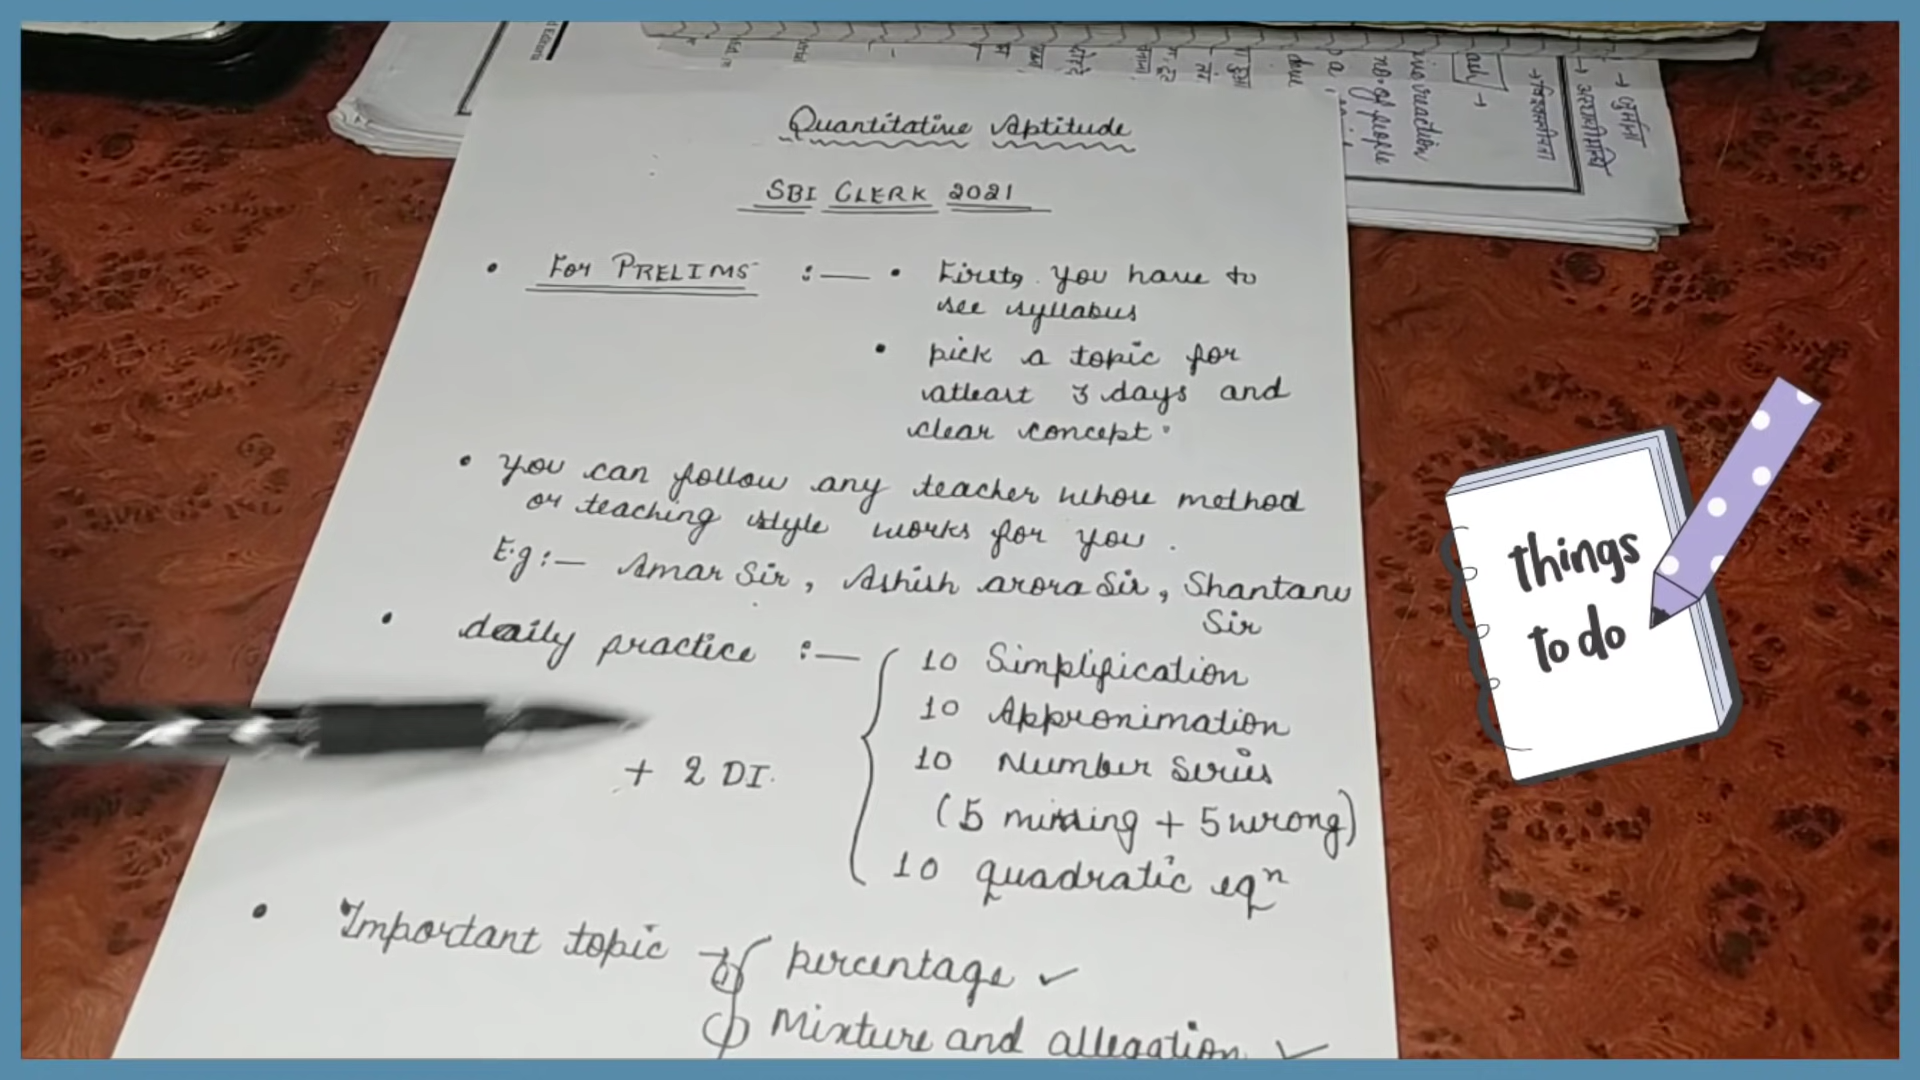 Quantitative Aptitude
SBI CLERK 2021
• For PRELIMS :— • Firstly you have to
see syllabus
• pick a topic for
atleast 3 days and
clear concept.
• you can follow any teacher whose method
or teaching style works for you.
E.g :— Amar Sir, Ashish arora Sir, Shantanu
Sir
• daily practice :— { 10 Simplification
10 Approximation
+ 2 DI.
10 Number Series
(5 missing + 5 wrong)
10 quadratic eqⁿ
• Important topic → percentage ✓
Mixture and allegation ✓
things
to do
no. of people